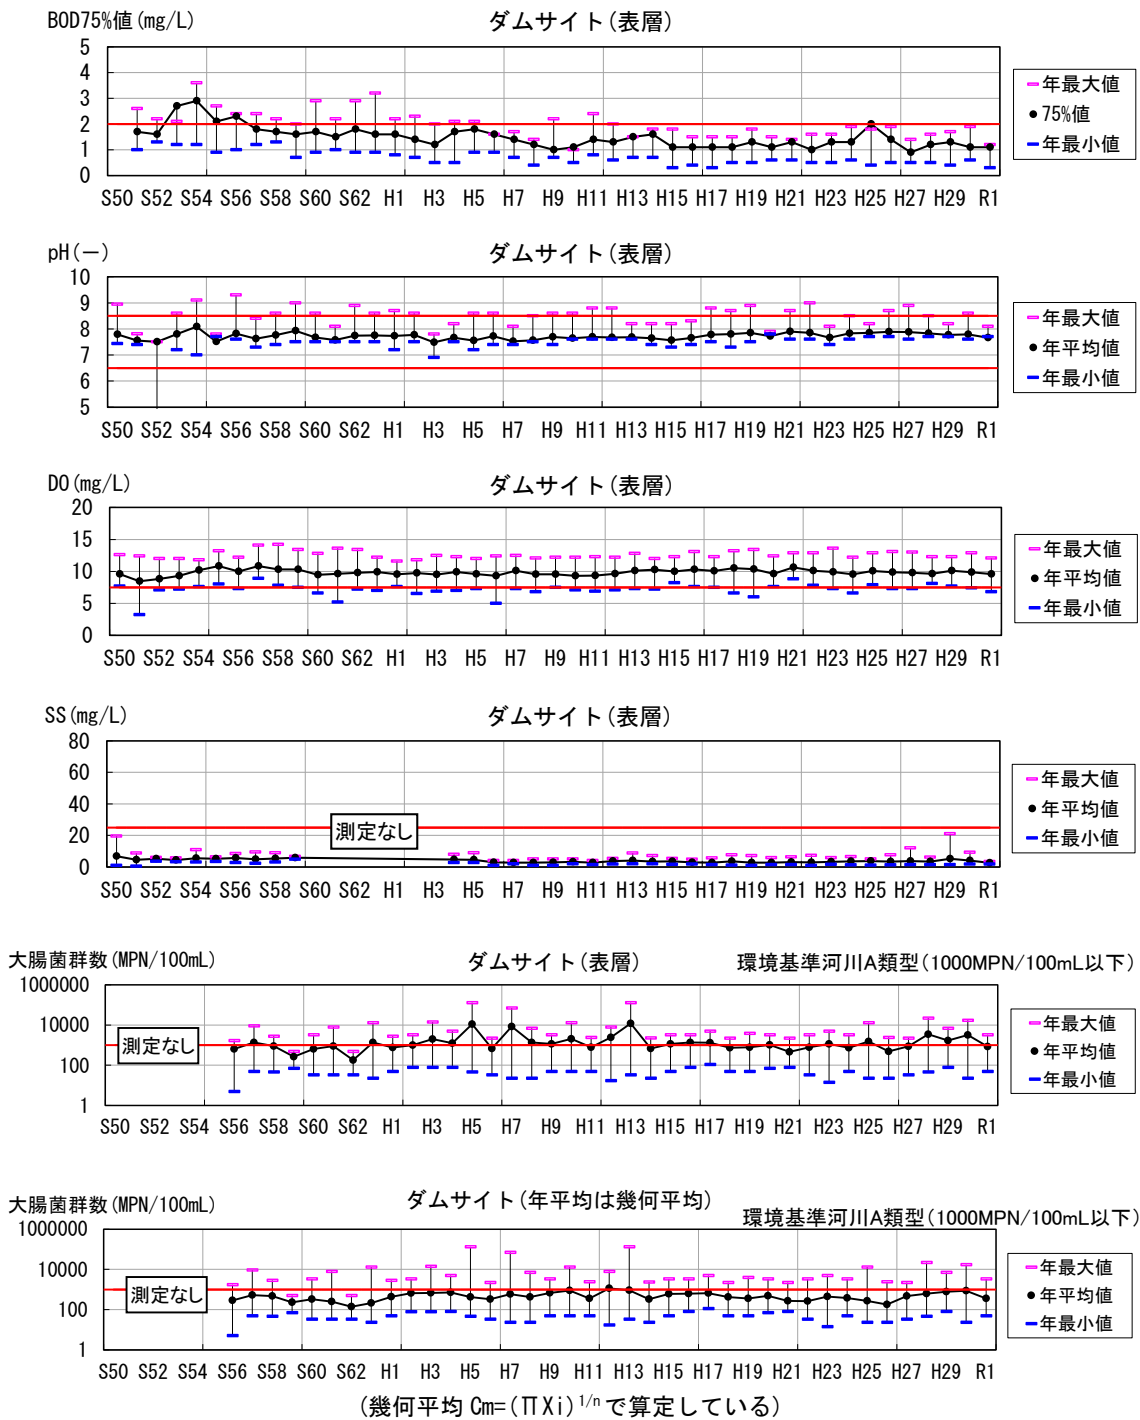 BOD75%値(mg/L)
ダムサイト(表層)
5
4
3
2
1
0
S50 S52 S54 S56 S58 S60 S62 H1 H3 H5 H7 H9 H11 H13 H15 H17 H19 H21 H23 H25 H27 H29 R1
年最大値
75%値
年最小値
pH(−)
ダムサイト(表層)
10
9
8
7
6
5
S50 S52 S54 S56 S58 S60 S62 H1 H3 H5 H7 H9 H11 H13 H15 H17 H19 H21 H23 H25 H27 H29 R1
年最大値
年平均値
年最小値
DO(mg/L)
ダムサイト(表層)
20
15
10
5
0
S50 S52 S54 S56 S58 S60 S62 H1 H3 H5 H7 H9 H11 H13 H15 H17 H19 H21 H23 H25 H27 H29 R1
年最大値
年平均値
年最小値
SS(mg/L)
ダムサイト(表層)
80
60
40
20
0
測定なし
S50 S52 S54 S56 S58 S60 S62 H1 H3 H5 H7 H9 H11 H13 H15 H17 H19 H21 H23 H25 H27 H29 R1
年最大値
年平均値
年最小値
大腸菌群数(MPN/100mL)
ダムサイト(表層)
環境基準河川A類型(1000MPN/100mL以下)
1000000
10000
100
1
測定なし
S50 S52 S54 S56 S58 S60 S62 H1 H3 H5 H7 H9 H11 H13 H15 H17 H19 H21 H23 H25 H27 H29 R1
年最大値
年平均値
年最小値
大腸菌群数(MPN/100mL)
ダムサイト(年平均は幾何平均)
環境基準河川A類型(1000MPN/100mL以下)
1000000
10000
100
1
測定なし
S50 S52 S54 S56 S58 S60 S62 H1 H3 H5 H7 H9 H11 H13 H15 H17 H19 H21 H23 H25 H27 H29 R1
年最大値
年平均値
年最小値
(幾何平均 Cm=(ΠXi)^1/n で算定している)